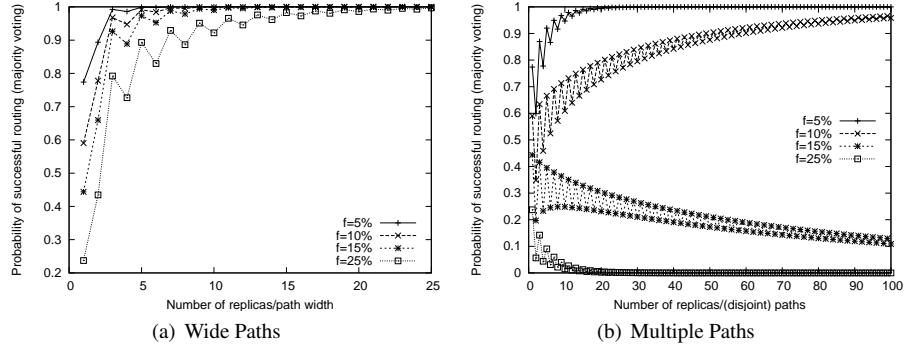 Probability of successful routing (majority voting)
1
0.9
0.8
0.7
0.6
0.5
0.4
0.3
0.2
f=5%
f=10%
f=15%
f=25%
0 5 10 15 20 25
Number of replicas/path width
(a) Wide Paths
Probability of successful routing (majority voting)
1
0.9
0.8
0.7
0.6
0.5
0.4
0.3
0.2
0.1
0
f=5%
f=10%
f=15%
f=25%
0 10 20 30 40 50 60 70 80 90 100
Number of replicas/(disjoint) paths
(b) Multiple Paths